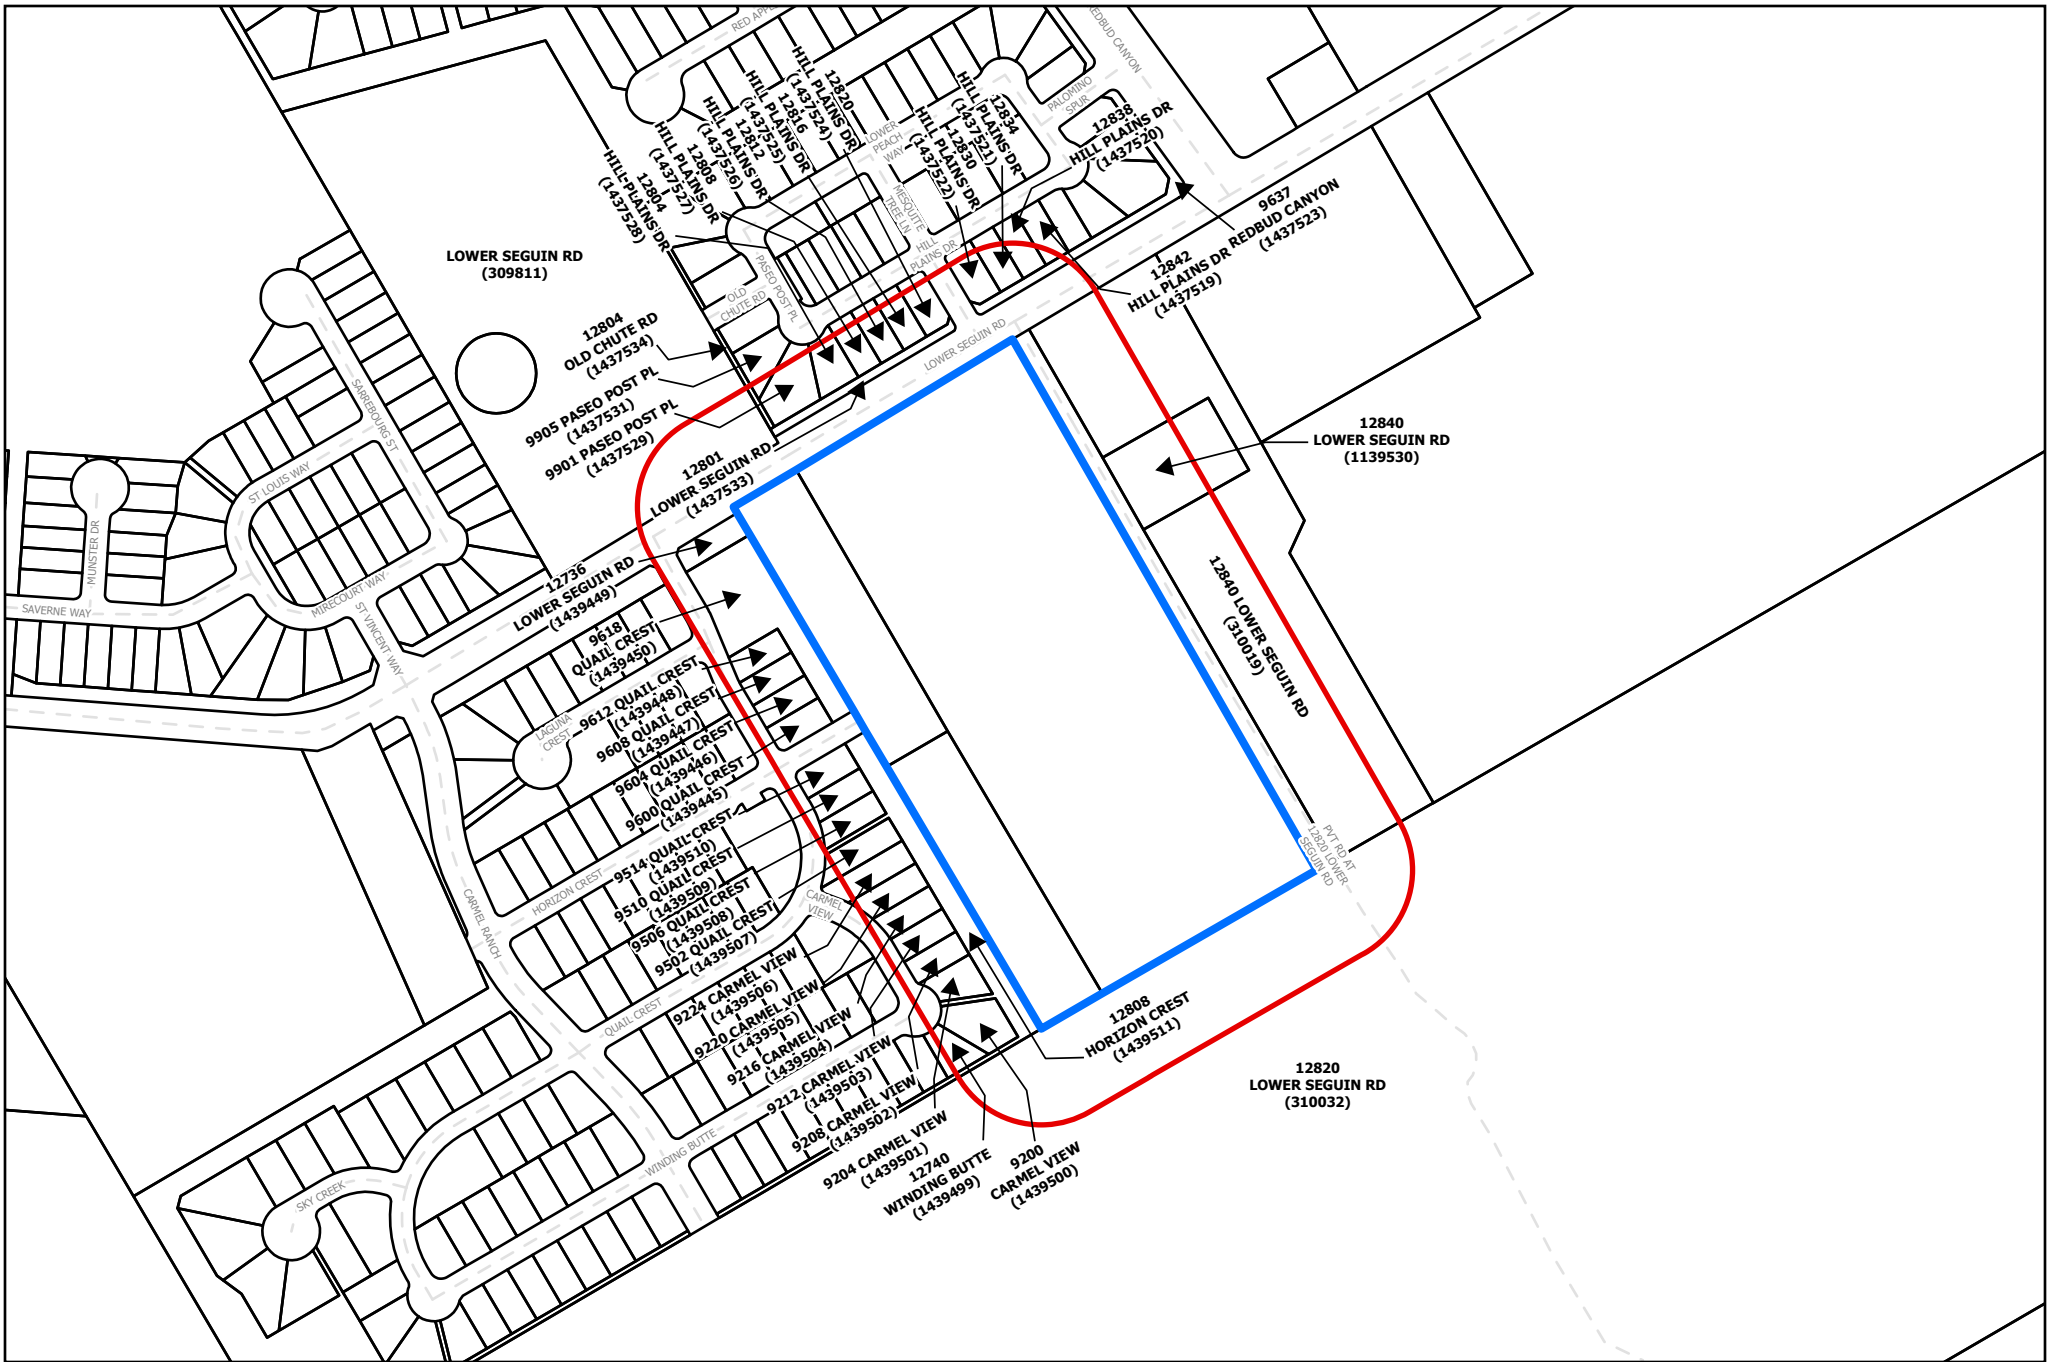 RED APPLE
REDBUD CANYON
PALOMINO
SPUR
LOWER
PEACH
WAY
MESQUITE
TREE LN
HILL
PLAINS DR
PASEO POST PL
OLD
CHUTE RD
LOWER SEGUIN RD
12820
HILL PLAINS DR
(1437524)
12816
HILL PLAINS DR
(1437525)
12812
HILL PLAINS DR
(1437526)
12808
HILL PLAINS DR
(1437527)
12804
HILL PLAINS DR
(1437528)
12834
HILL PLAINS DR
(1437521)
12830
HILL PLAINS DR
(1437522)
12838
HILL PLAINS DR
(1437520)
9637
REDBUD CANYON
(1437523)
12842
HILL PLAINS DR
(1437519)
LOWER SEGUIN RD
(309811)
12804
OLD CHUTE RD
(1437534)
9905 PASEO POST PL
(1437531)
9901 PASEO POST PL
(1437529)
12801
LOWER SEGUIN RD
(1437533)
12840
LOWER SEGUIN RD
(1139530)
12840 LOWER SEGUIN RD
(310019)
SARREBOURG ST
ST LOUIS WAY
MUNSTER DR
SAVERNE WAY
MIRECOURT WAY
ST VINCENT WAY
12736
LOWER SEGUIN RD
(1439449)
9618
QUAIL CREST
(1439450)
9612 QUAIL CREST
(1439448)
9608 QUAIL CREST
(1439447)
9604 QUAIL CREST
(1439446)
9600 QUAIL CREST
(1439445)
LAGUNA
CREST
9514 QUAIL CREST
(1439510)
9510 QUAIL CREST
(1439509)
9506 QUAIL CREST
(1439508)
9502 QUAIL CREST
(1439507)
HORIZON CREST
CARMEL RANCH
CARMEL
VIEW
QUAIL CREST
9224 CARMEL VIEW
(1439506)
9220 CARMEL VIEW
(1439505)
9216 CARMEL VIEW
(1439504)
9212 CARMEL VIEW
(1439503)
9208 CARMEL VIEW
(1439502)
9204 CARMEL VIEW
(1439501)
12740
WINDING BUTTE
(1439499)
9200
CARMEL VIEW
(1439500)
12808
HORIZON CREST
(1439511)
PVT RD AT
12820 LOWER
SEGUIN RD
12820
LOWER SEGUIN RD
(310032)
WINDING BUTTE
SKY CREEK